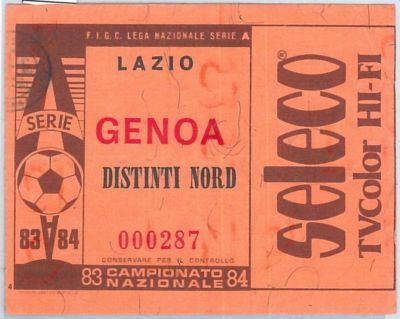 F.I.G.C. LEGA NAZIONALE SERIE A
LAZIO
GENOA
DISTINTI NORD
000287
CONSERVARE PER IL CONTROLLO
83 CAMPIONATO NAZIONALE 84
SERIE
A
83 84
seleco®
TVColor HI-FI
4